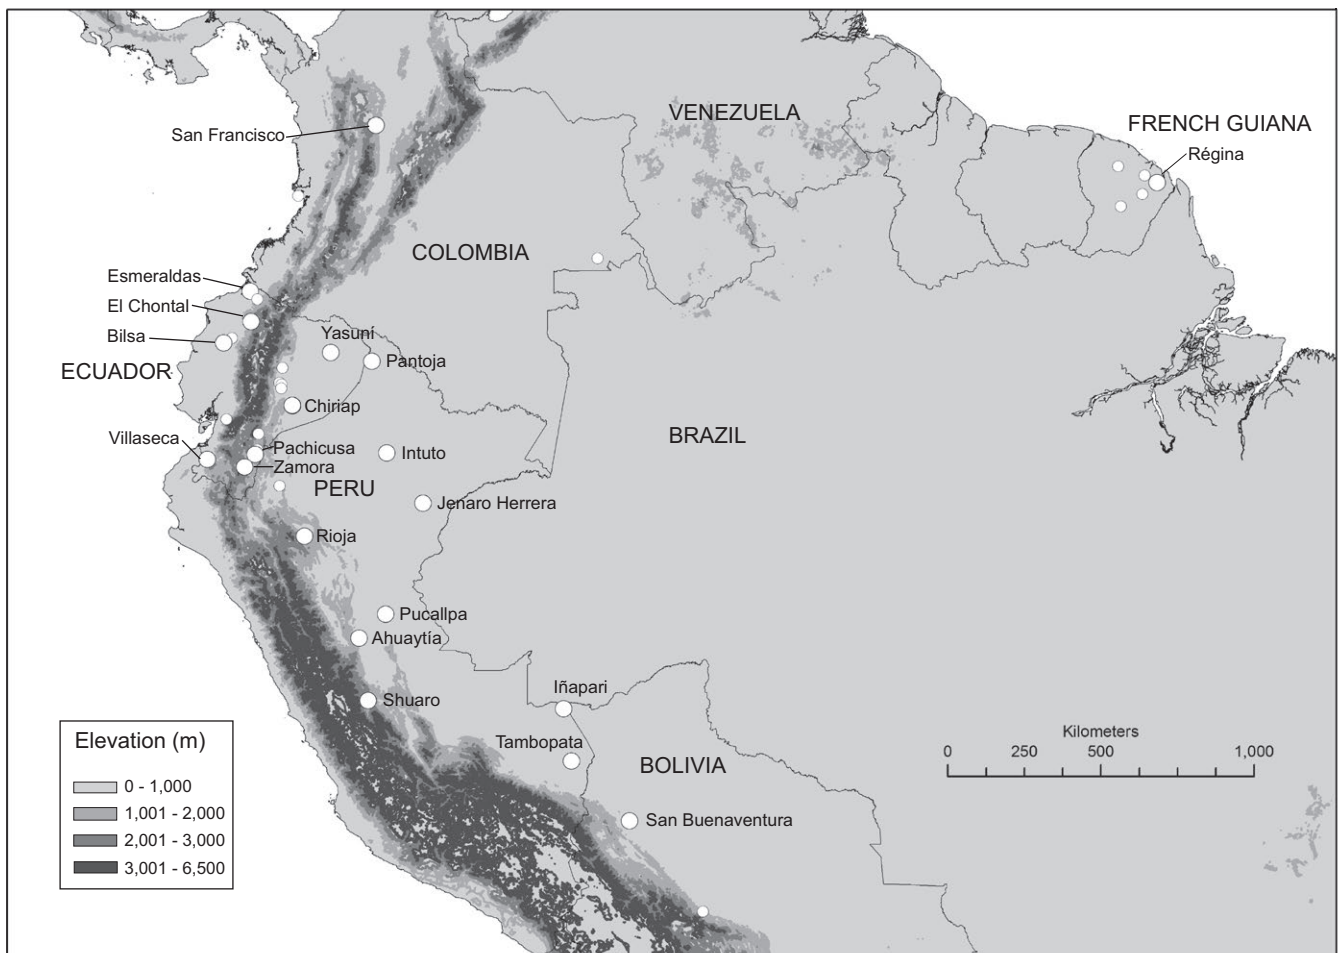 VENEZUELA
FRENCH GUIANA
San Francisco
Régina
COLOMBIA
Esmeraldas
El Chontal
Bilsa
Yasuní
Pantoja
ECUADOR
Chiriap
BRAZIL
Villaseca
Pachicusa
Intuto
Zamora
PERU
Jenaro Herrera
Rioja
Pucallpa
Ahuaytía
Iñapari
Shuaro
Tambopata
BOLIVIA
San Buenaventura
Kilometers
0 250 500 1,000
Elevation (m)
0 - 1,000
1,001 - 2,000
2,001 - 3,000
3,001 - 6,500